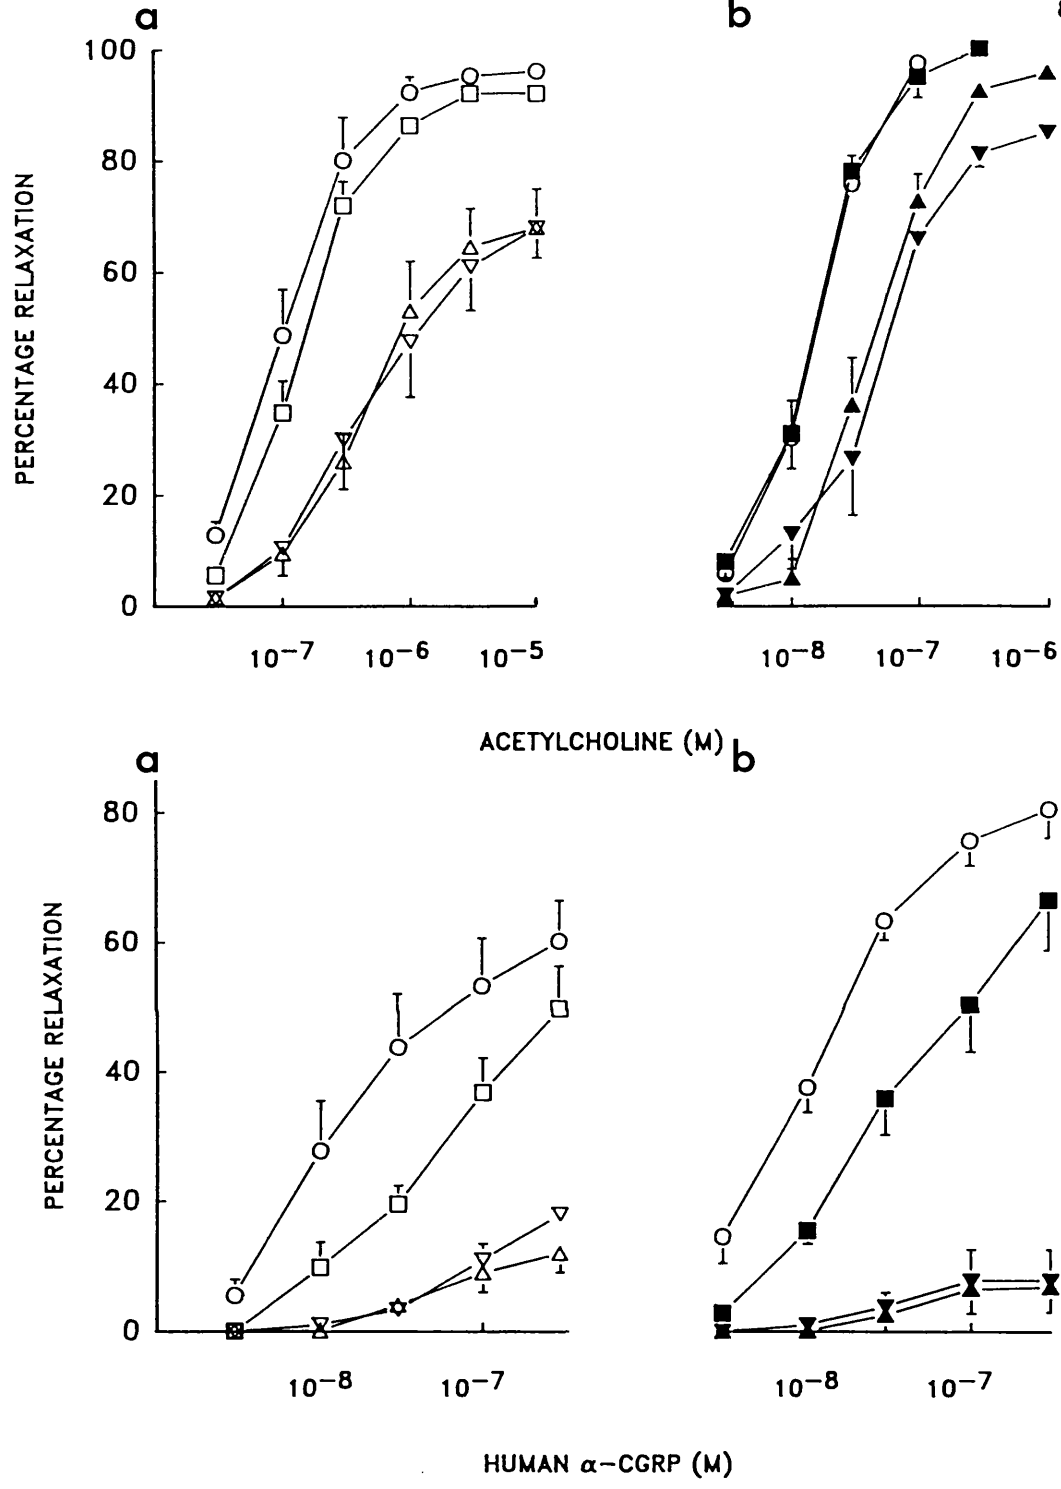 a
b
100
80
60
40
20
0
PERCENTAGE RELAXATION
10⁻⁷ 10⁻⁶ 10⁻⁵
10⁻⁸ 10⁻⁷ 10⁻⁶
ACETYLCHOLINE (M)
a
b
80
60
40
20
0
PERCENTAGE RELAXATION
10⁻⁸ 10⁻⁷
10⁻⁸ 10⁻⁷
HUMAN α–CGRP (M)